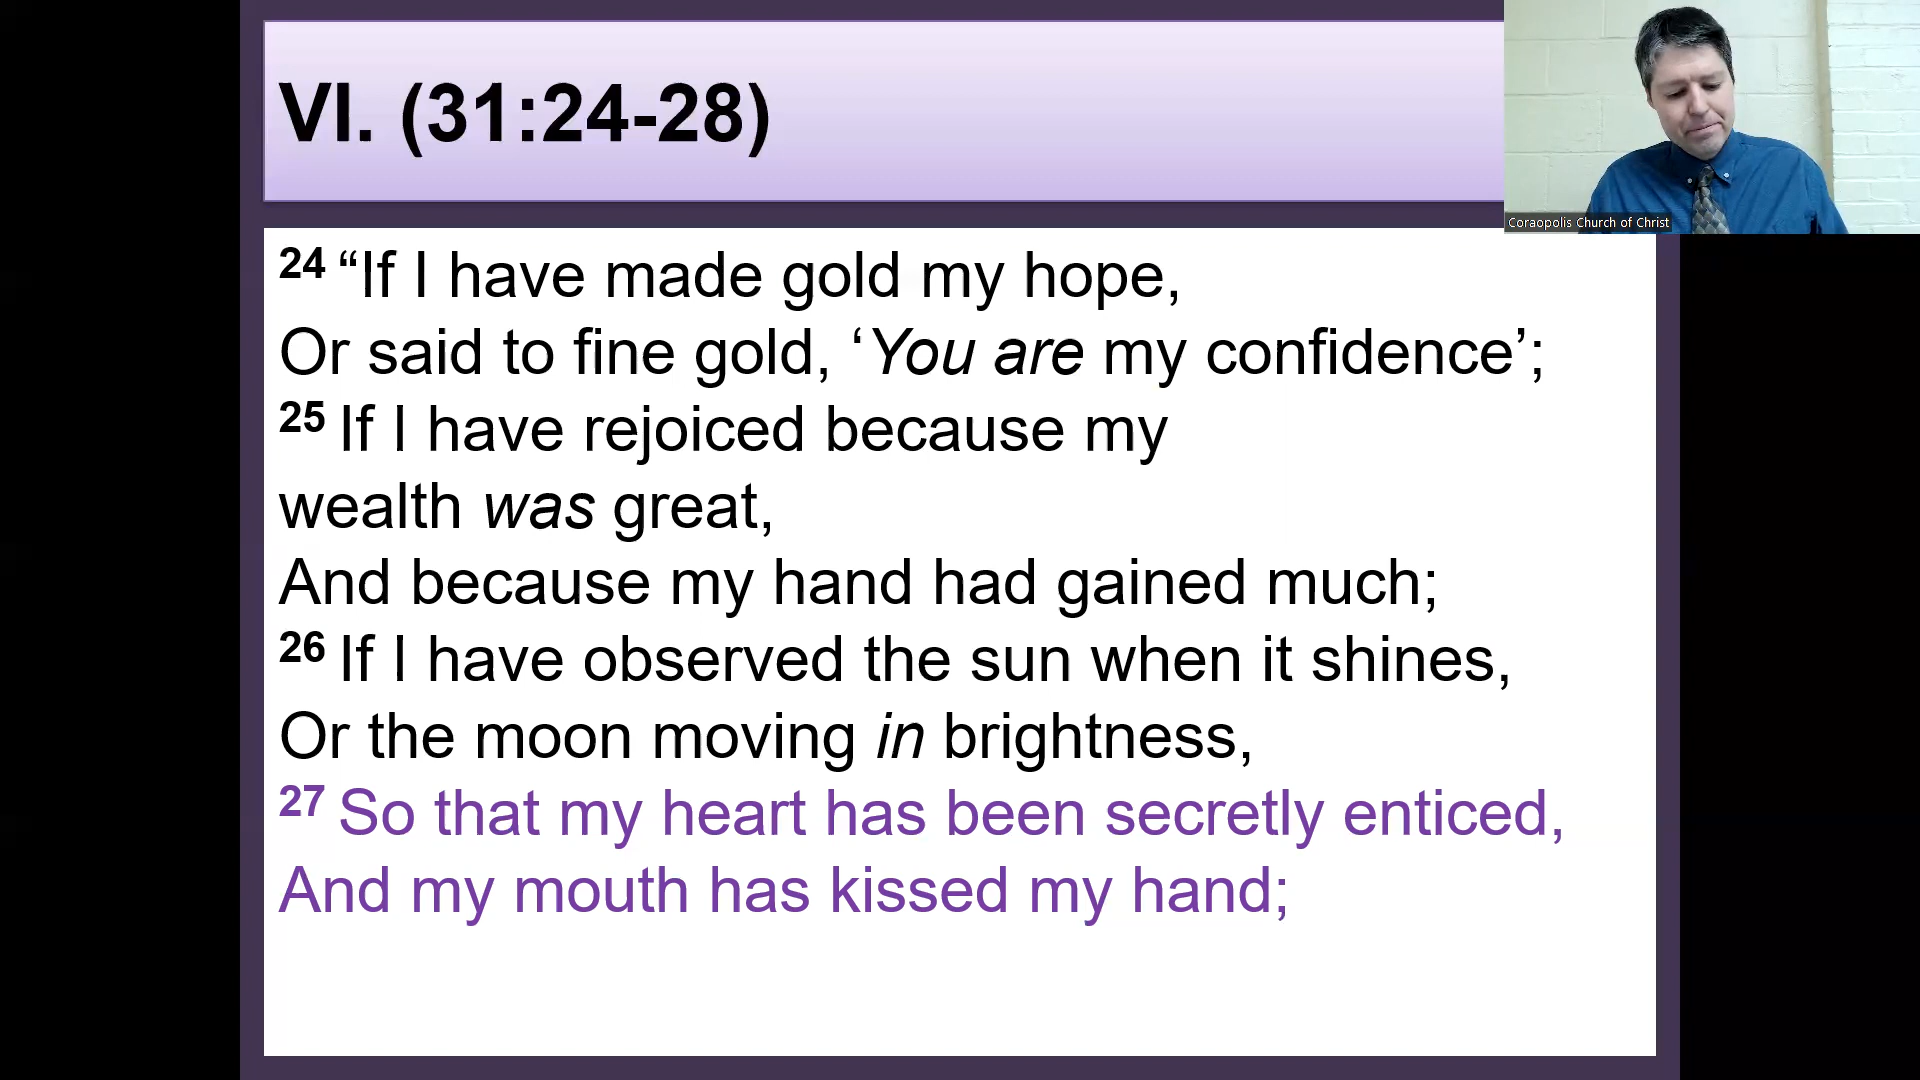 VI. (31:24-28)
Coraopolis Church of Christ
24 “If I have made gold my hope,
Or said to fine gold, ‘You are my confidence’;
25 If I have rejoiced because my
wealth was great,
And because my hand had gained much;
26 If I have observed the sun when it shines,
Or the moon moving in brightness,
27 So that my heart has been secretly enticed,
And my mouth has kissed my hand;